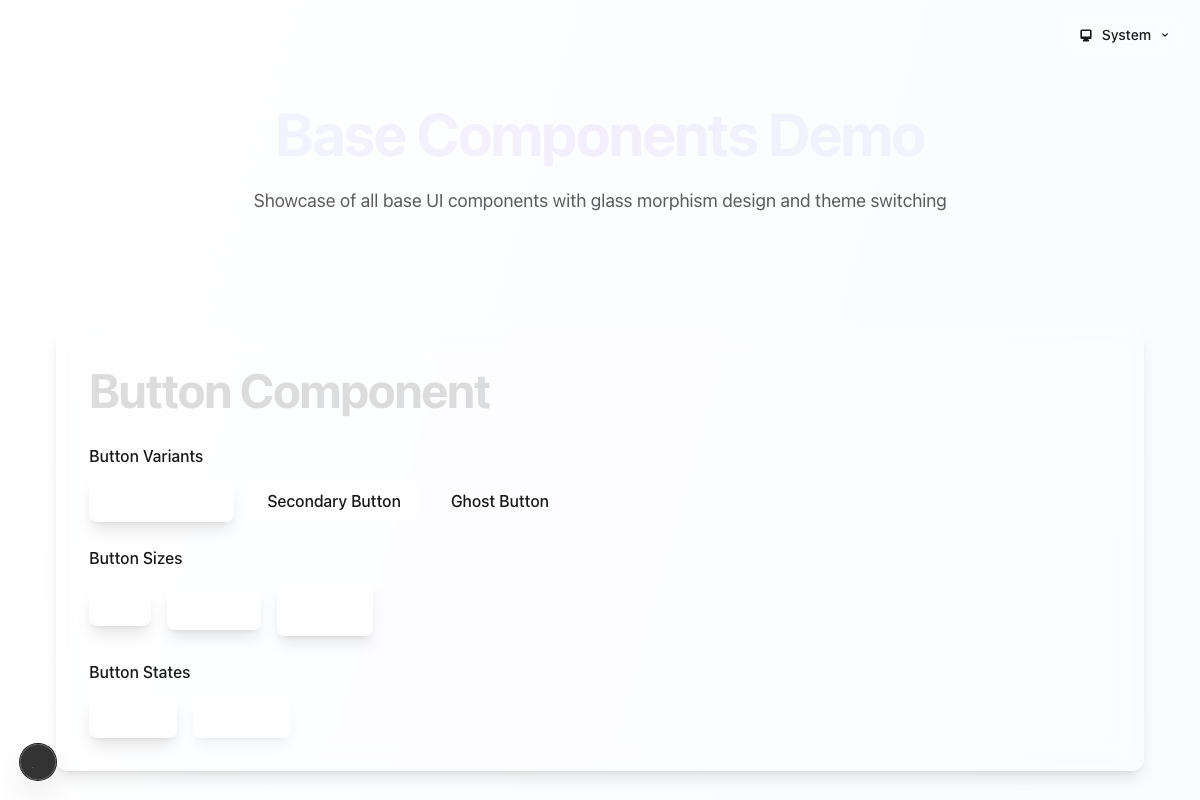 System
Base Components Demo
Showcase of all base UI components with glass morphism design and theme switching
Button Component
Button Variants
Secondary Button Ghost Button
Button Sizes
Button States